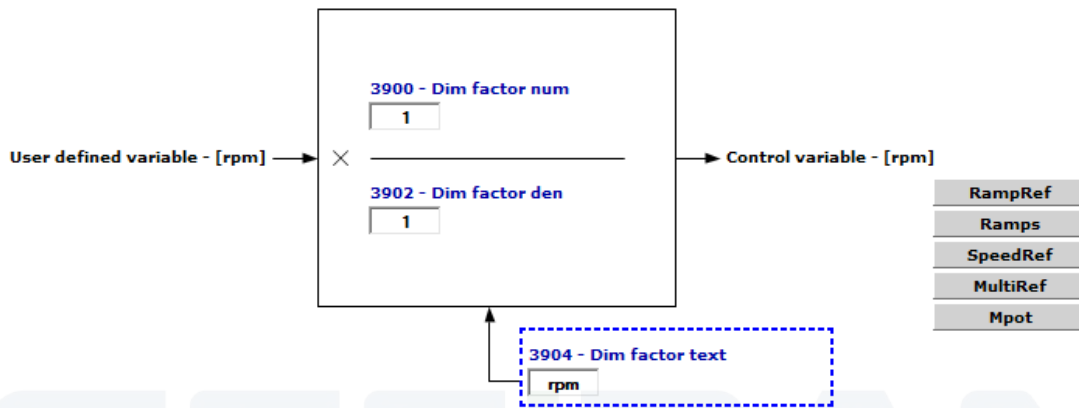 3900 - Dim factor num
1
User defined variable - [rpm]
×
Control variable - [rpm]
3902 - Dim factor den
1
RampRef
Ramps
SpeedRef
MultiRef
Mpot
3904 - Dim factor text
rpm